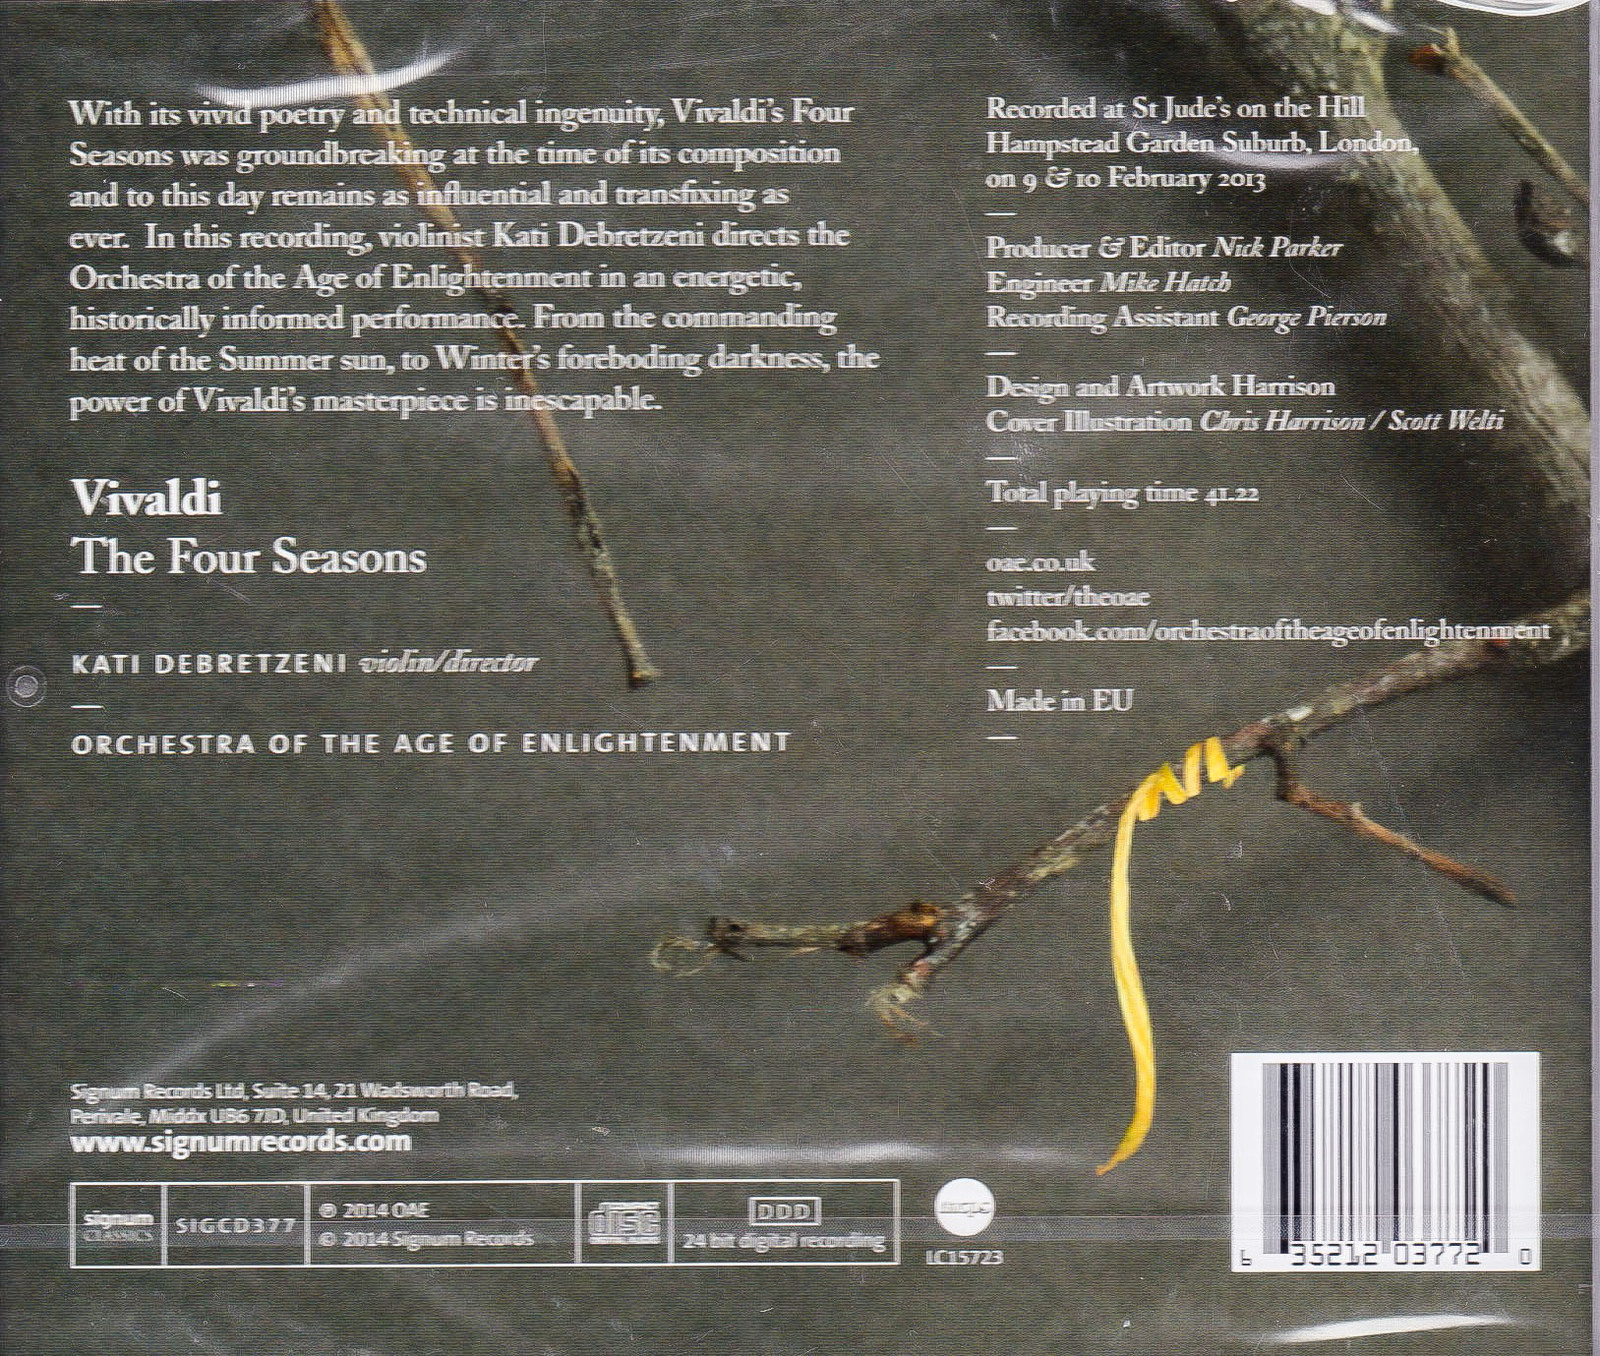 With its vivid poetry and technical ingenuity, Vivaldi's Four
Seasons was groundbreaking at the time of its composition
and to this day remains as influential and transfixing as
ever. In this recording, violinist Kati Debretzeni directs the
Orchestra of the Age of Enlightenment in an energetic,
historically informed performance. From the commanding
heat of the Summer sun, to Winter's foreboding darkness, the
power of Vivaldi's masterpiece is inescapable.
Vivaldi
The Four Seasons
KATI DEBRETZENI violin/director
ORCHESTRA OF THE AGE OF ENLIGHTENMENT
Recorded at St Jude's on the Hill
Hampstead Garden Suburb, London,
on 9 & 10 February 2013
Producer & Editor Nick Parker
Engineer Mike Hatch
Recording Assistant George Pierson
Design and Artwork Harrison
Cover Illustration Chris Harrison / Scott Welti
Total playing time 41.22
oae.co.uk
twitter/theoae
facebook.com/orchestraoftheageofenlightenment
Made in EU
Signum Records Ltd, Suite 14, 21 Wadsworth Road,
Perivale, Middx UB6 7JD, United Kingdom
www.signumrecords.com
signum
CLASSICS
SIGCD377
℗ 2014 OAE
© 2014 Signum Records
disc
DDD
24 bit digital recording
mcps
LC15723
6 35212 03772 0